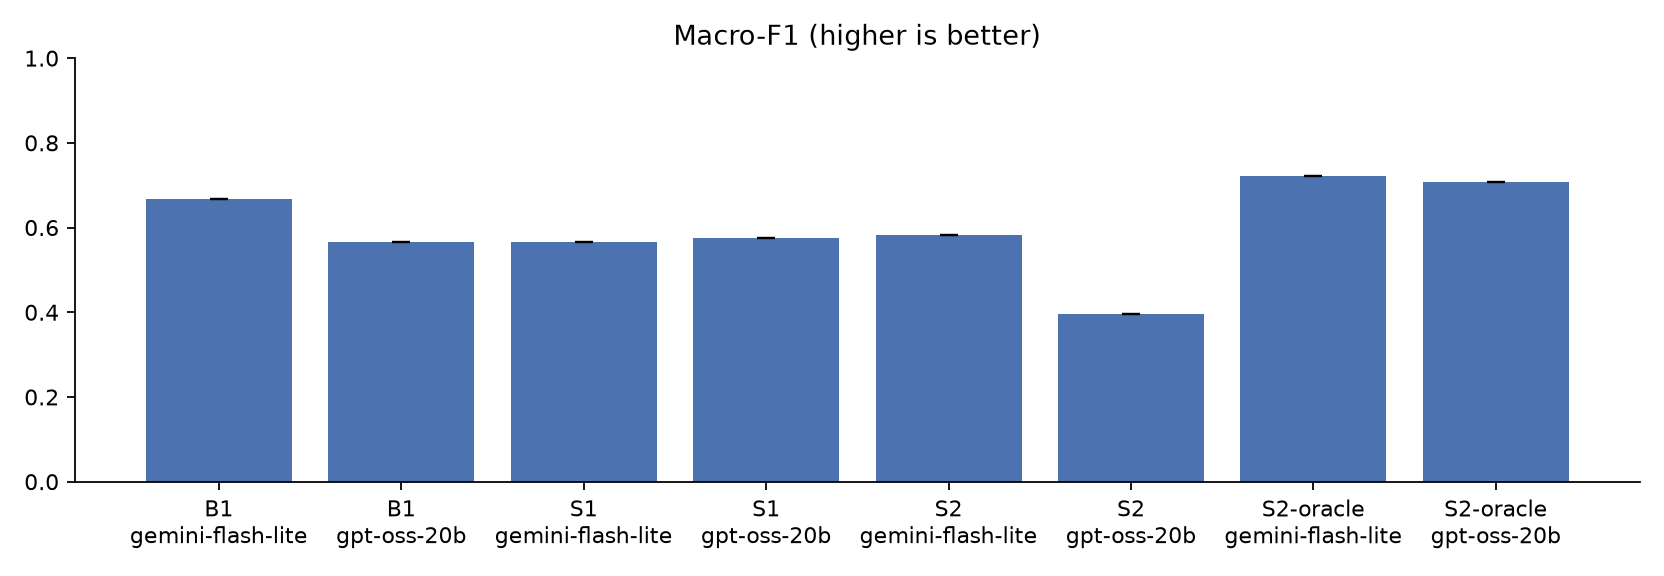 Macro-F1 (higher is better)
1.0
0.8
0.6
0.4
0.2
0.0
B1 gemini-flash-lite
B1 gpt-oss-20b
S1 gemini-flash-lite
S1 gpt-oss-20b
S2 gemini-flash-lite
S2 gpt-oss-20b
S2-oracle gemini-flash-lite
S2-oracle gpt-oss-20b